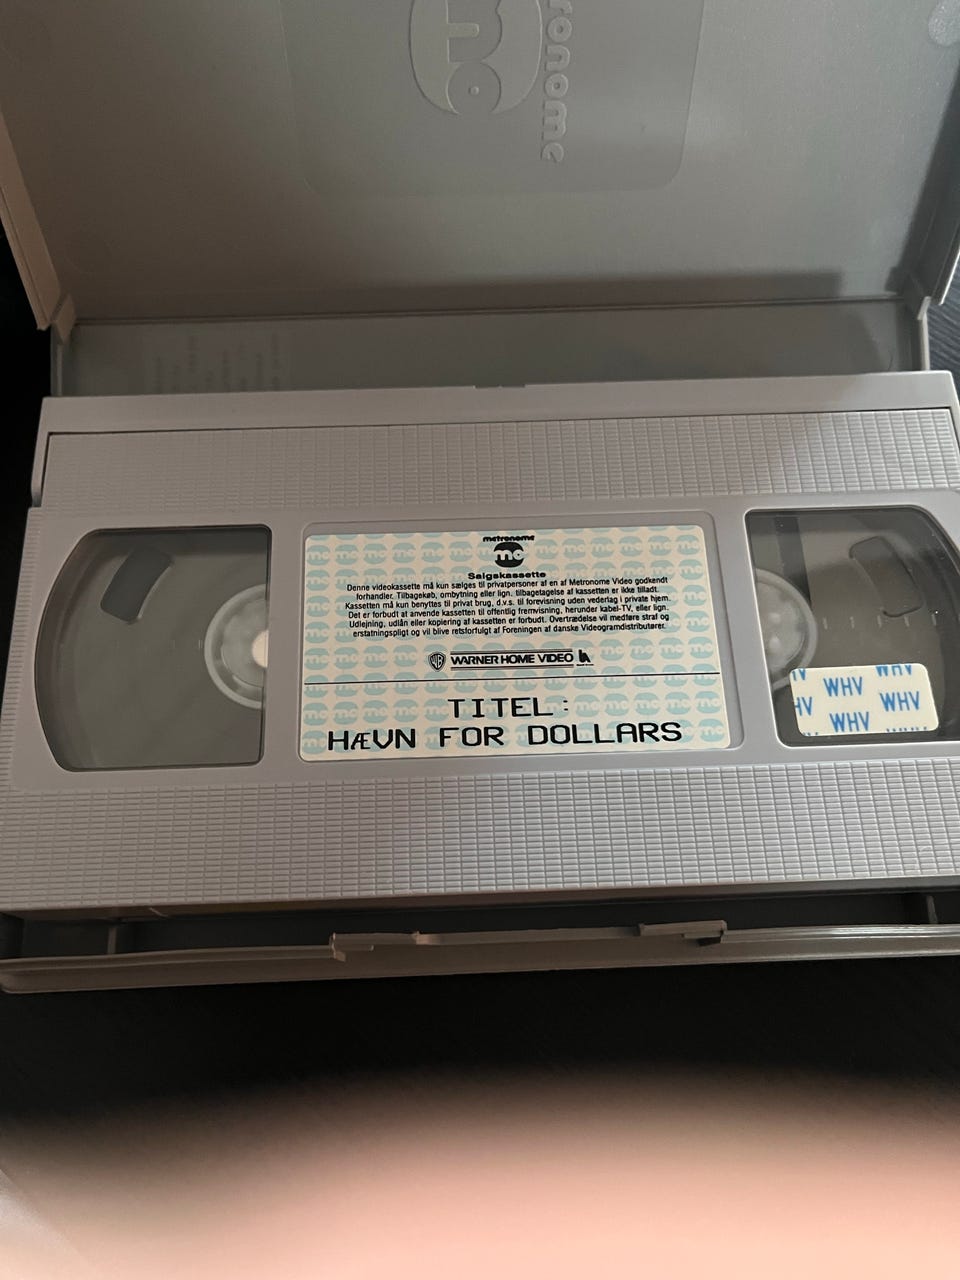 ronome
metronome
mo
Salgskassette
Denne videokassette må kun sælges til privatpersoner af en af Metronome Video godkendt
forhandler. Tilbagekøb, ombytning eller lign. tilbagetagelse af kassetten er ikke tilladt.
Kassetten må kun benyttes til privat brug, d.v.s. til forevisning uden vederlag i private hjem.
Det er forbudt at anvende kassetten til offentlig fremvisning, herunder kabel-TV, eller lign.
Udlejning, udlån eller kopiering af kassetten er forbudt. Overtrædelse vil medføre straf og
erstatningspligt og vil blive retsforfulgt af Foreningen af danske Videogramdistributører.
WB WARNER HOME VIDEO
TITEL:
HÆVN FOR DOLLARS
WHV
WHV WHV
WHV